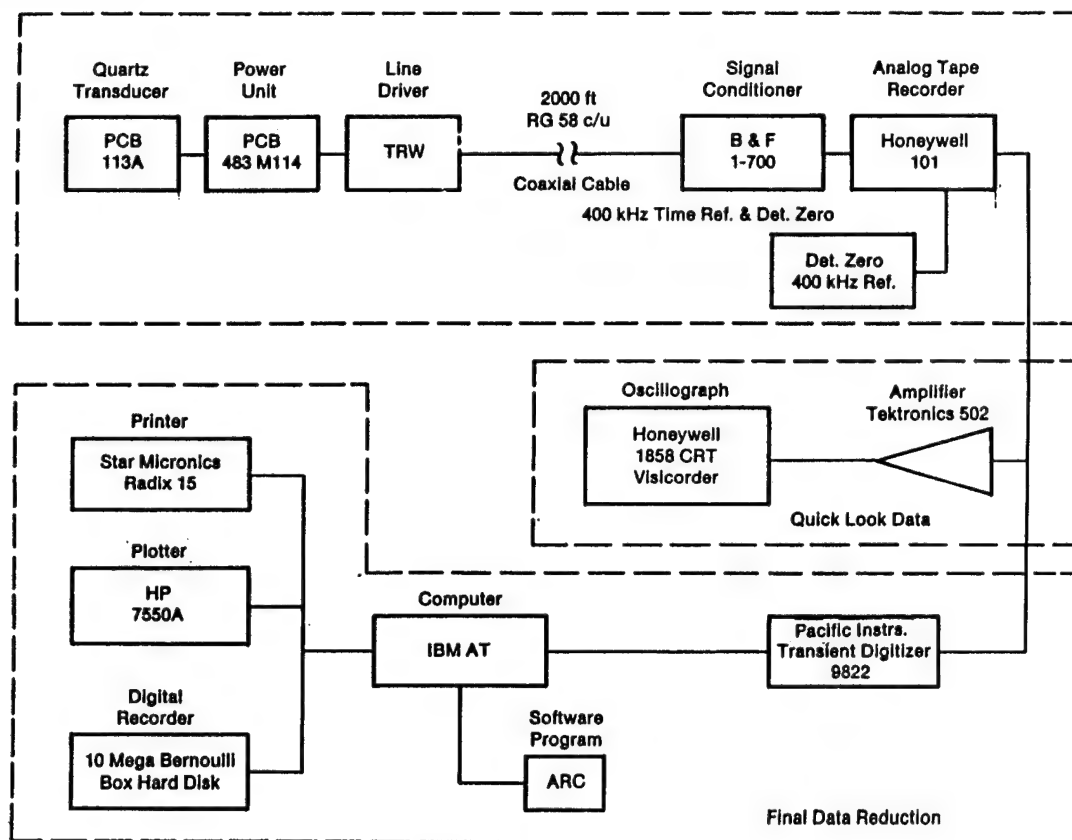 Quartz
Transducer
PCB
113A
Power
Unit
PCB
483 M114
Line
Driver
TRW
2000 ft
RG 58 c/u
Coaxial Cable
Signal
Conditioner
B & F
1-700
Analog Tape
Recorder
Honeywell
101
400 kHz Time Ref. & Det. Zero
Det. Zero
400 kHz Ref.
Oscillograph
Honeywell
1858 CRT
Visicorder
Amplifier
Tektronics 502
Quick Look Data
Printer
Star Micronics
Radix 15
Plotter
HP
7550A
Digital
Recorder
10 Mega Bernoulli
Box Hard Disk
Computer
IBM AT
Software
Program
ARC
Pacific Instrs.
Transient Digitizer
9822
Final Data Reduction